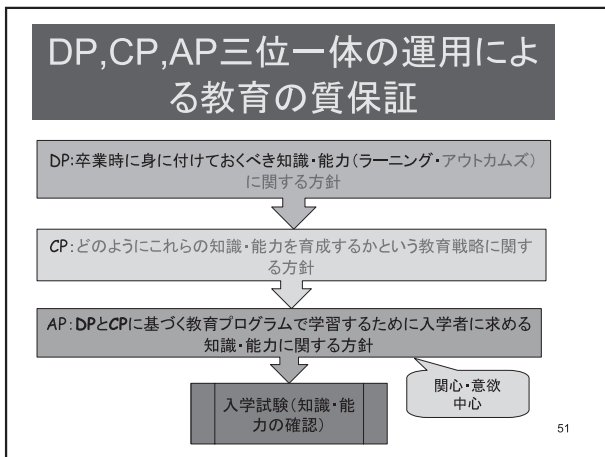 DP,CP,AP三位一体の運用によ
る教育の質保証
DP:卒業時に身に付けておくべき知識・能力(ラーニング・アウトカムズ)
に関する方針
CP:どのようにこれらの知識・能力を育成するかという教育戦略に関す
る方針
AP:DPとCPに基づく教育プログラムで学習するために入学者に求める
知識・能力に関する方針
関心・意欲
中心
入学試験(知識・能
力の確認)
51